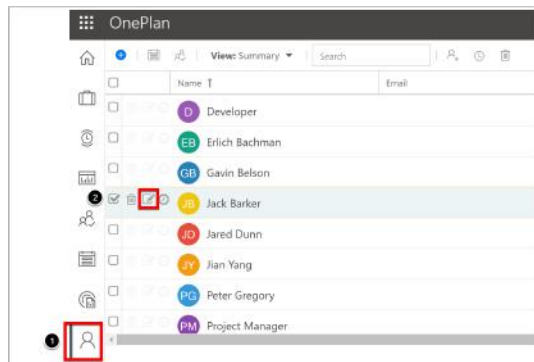 OnePlan
View: Summary Search
Name Email
D Developer
EB Erlich Bachman
GB Gavin Belson
2 JB Jack Barker
JD Jared Dunn
JY Jian Yang
PG Peter Gregory
PM Project Manager
1